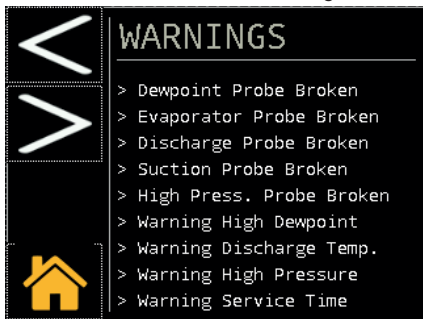 WARNINGS
> Dewpoint Probe Broken
> Evaporator Probe Broken
> Discharge Probe Broken
> Suction Probe Broken
> High Press. Probe Broken
> Warning High Dewpoint
> Warning Discharge Temp.
> Warning High Pressure
> Warning Service Time